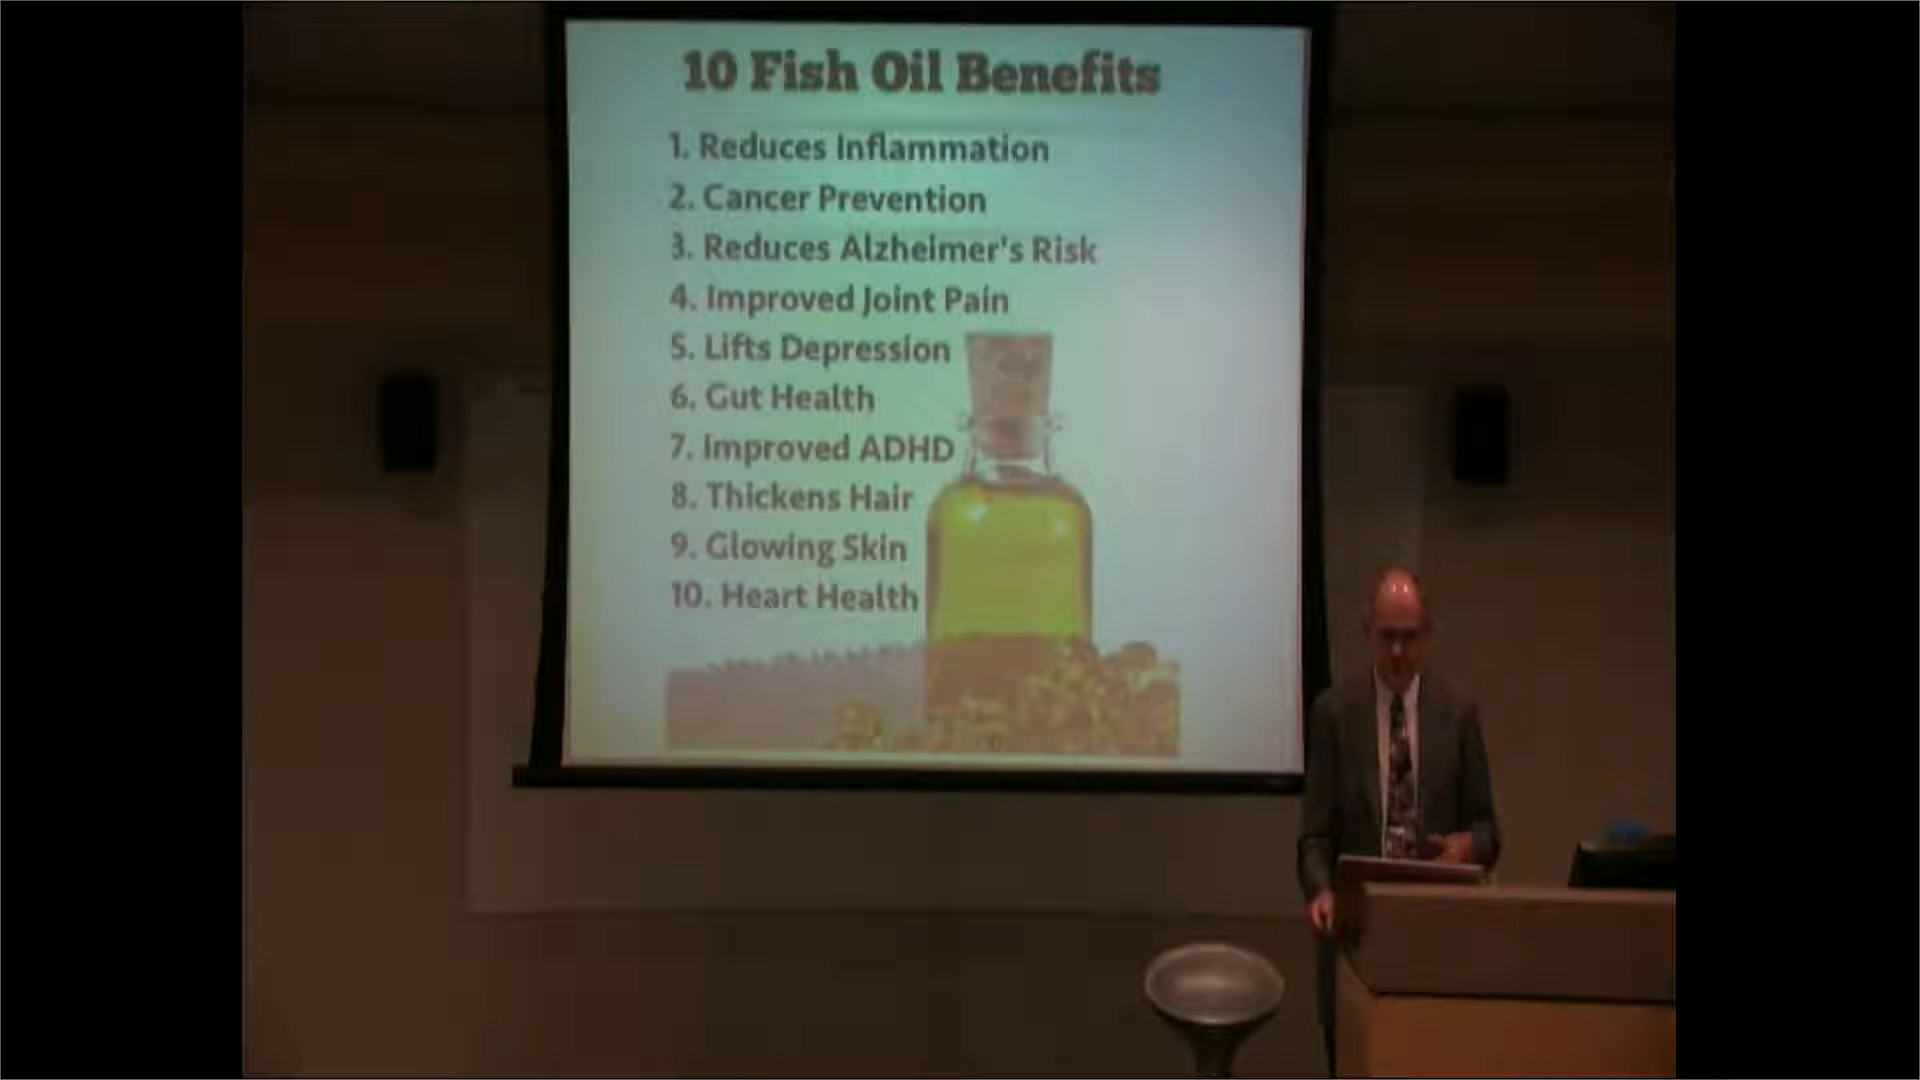 10 Fish Oil Benefits
1. Reduces Inflammation
2. Cancer Prevention
3. Reduces Alzheimer's Risk
4. Improved Joint Pain
5. Lifts Depression
6. Gut Health
7. Improved ADHD
8. Thickens Hair
9. Glowing Skin
10. Heart Health